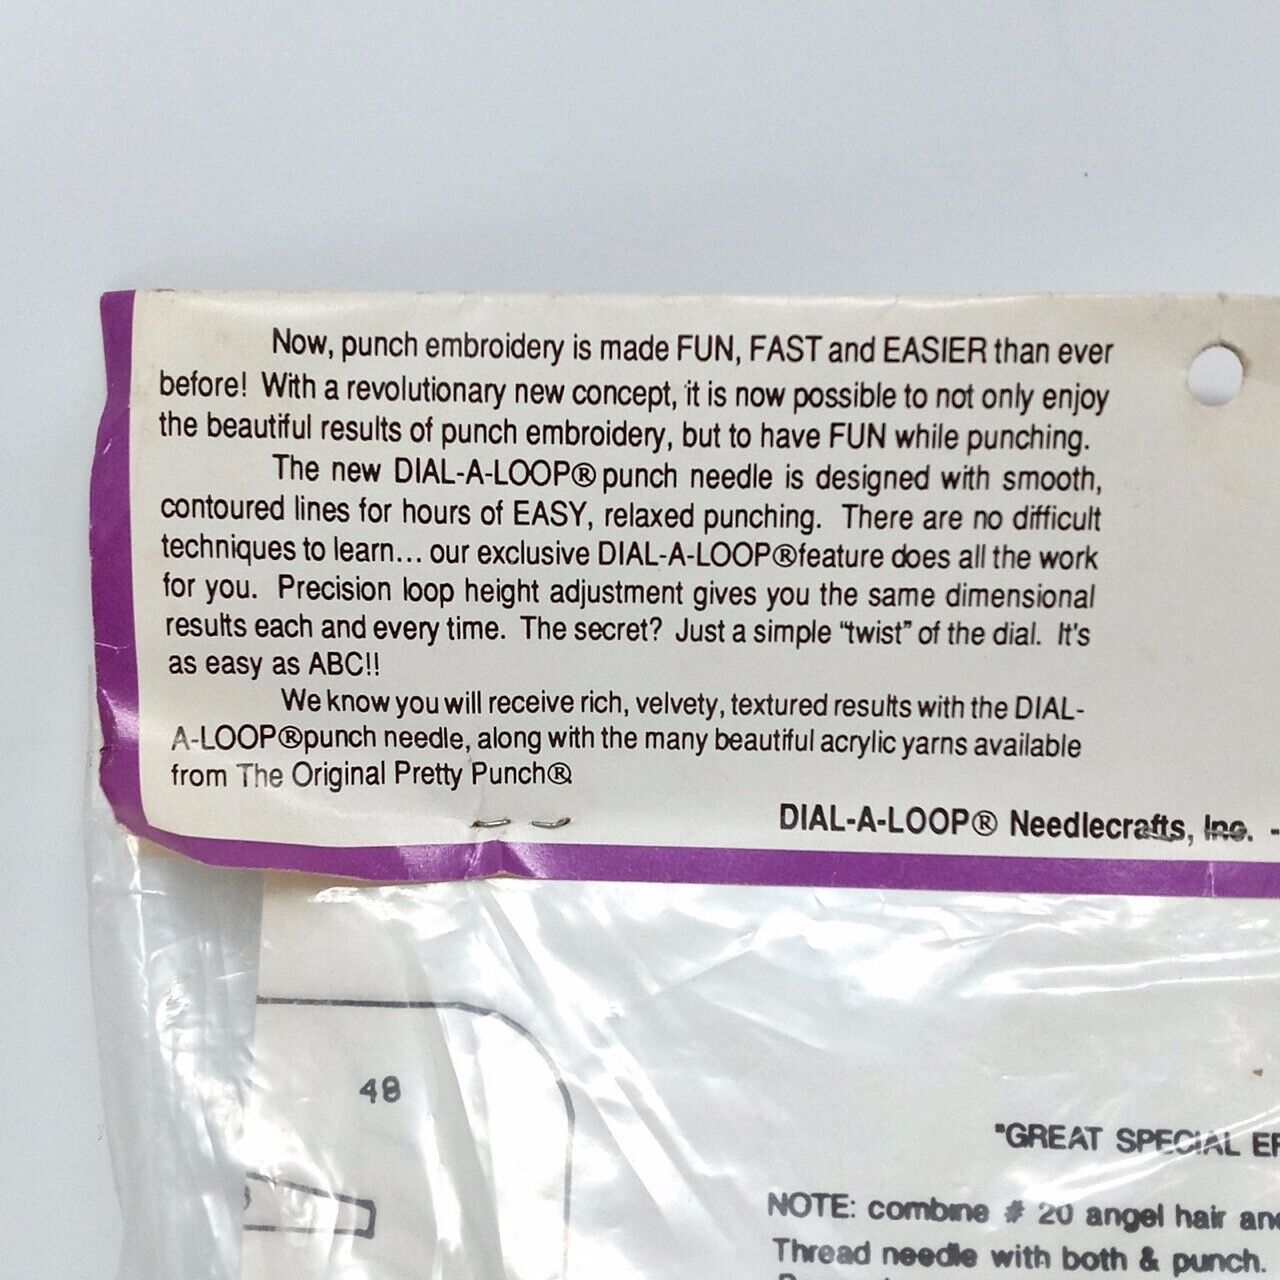 Now, punch embroidery is made FUN, FAST and EASIER than ever
before! With a revolutionary new concept, it is now possible to not only enjoy
the beautiful results of punch embroidery, but to have FUN while punching.
The new DIAL-A-LOOP® punch needle is designed with smooth,
contoured lines for hours of EASY, relaxed punching. There are no difficult
techniques to learn... our exclusive DIAL-A-LOOP®feature does all the work
for you. Precision loop height adjustment gives you the same dimensional
results each and every time. The secret? Just a simple "twist" of the dial. It's
as easy as ABC!!
We know you will receive rich, velvety, textured results with the DIAL-
A-LOOP®punch needle, along with the many beautiful acrylic yarns available
from The Original Pretty Punch®
DIAL-A-LOOP® Needlecrafts, Inc. -
48
"GREAT SPECIAL
NOTE: combine # 20 angel hair
Thread needle with both & punch.